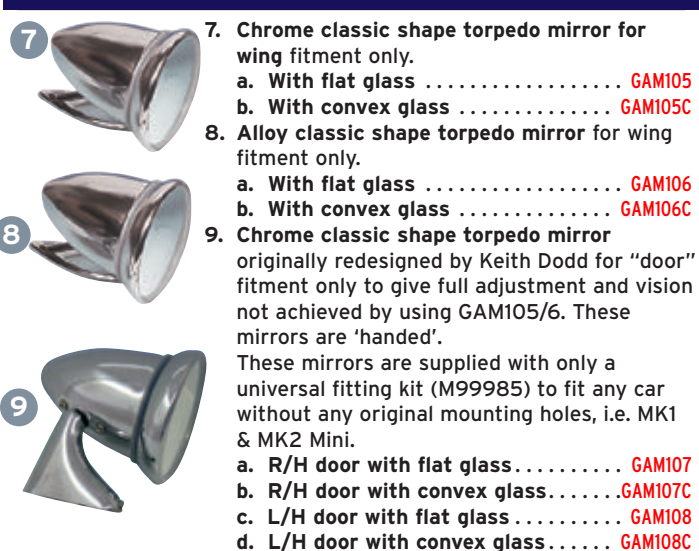 7
7. Chrome classic shape torpedo mirror for
wing fitment only.
a. With flat glass .................. GAM105
b. With convex glass .............. GAM105C
8
8. Alloy classic shape torpedo mirror for wing
fitment only.
a. With flat glass .................. GAM106
b. With convex glass .............. GAM106C
9
9. Chrome classic shape torpedo mirror
originally redesigned by Keith Dodd for “door”
fitment only to give full adjustment and vision
not achieved by using GAM105/6. These
mirrors are ‘handed’.
These mirrors are supplied with only a
universal fitting kit (M99985) to fit any car
without any original mounting holes, i.e. MK1
& MK2 Mini.
a. R/H door with flat glass.......... GAM107
b. R/H door with convex glass.......GAM107C
c. L/H door with flat glass .......... GAM108
d. L/H door with convex glass...... GAM108C